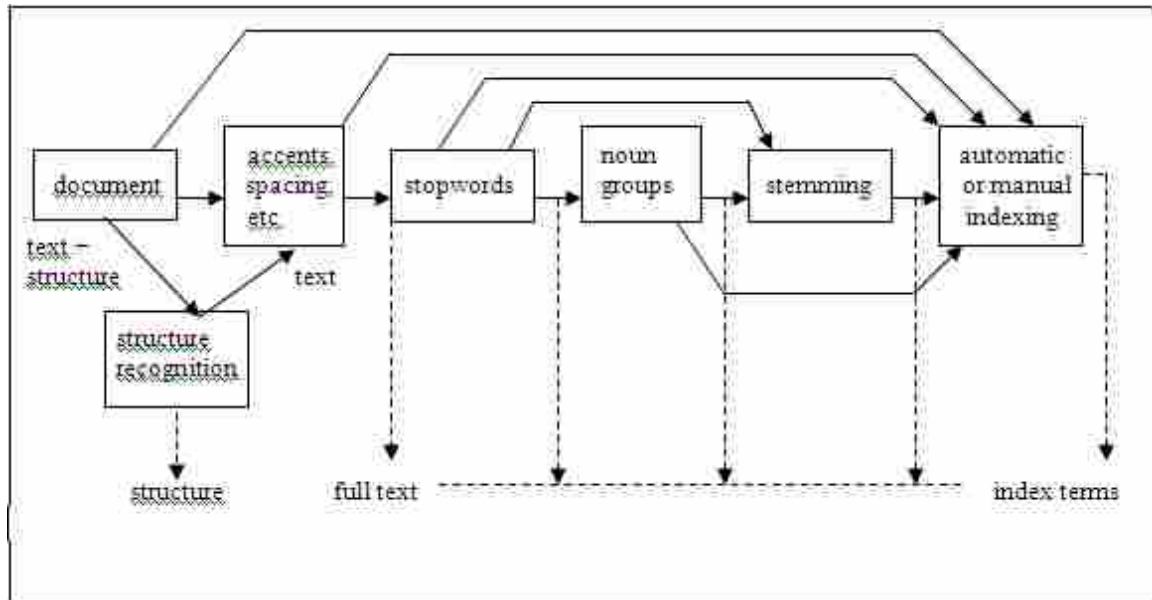 document
accents,
spacing,
etc
stopwords
noun
groups
stemming
automatic
or manual
indexing
text –
structure
text
structure
recognition
structure
full text
index terms